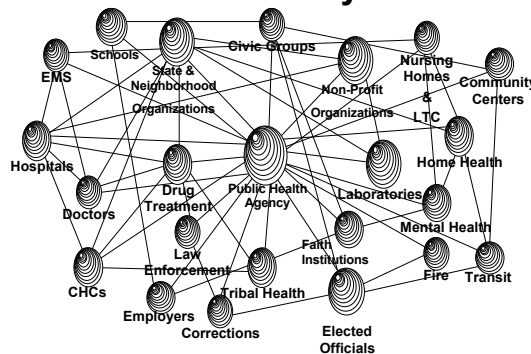 Schools
Civic Groups
EMS
State &
Neighborhood
Organizations
Non-Profit
Organizations
Nursing
Homes
&
LTC
Community
Centers
Hospitals
Doctors
Drug
Treatment
Public Health
Agency
Laboratories
Home Health
Mental Health
Law
Enforcement
Faith
Institutions
CHCs
Employers
Tribal Health
Corrections
Elected
Officials
Fire
Transit